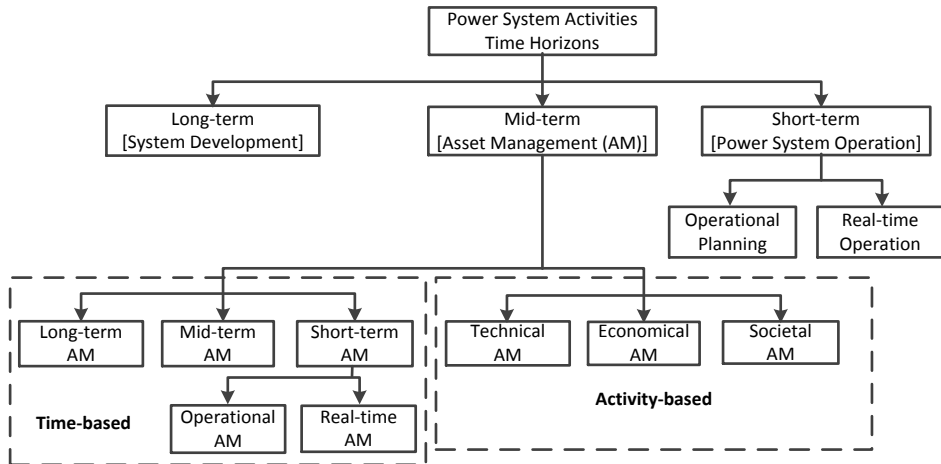 Power System Activities
Time Horizons
Long-term
[System Development]
Mid-term
[Asset Management (AM)]
Short-term
[Power System Operation]
Operational
Planning
Real-time
Operation
Long-term
AM
Mid-term
AM
Short-term
AM
Technical
AM
Economical
AM
Societal
AM
Time-based
Operational
AM
Real-time
AM
Activity-based